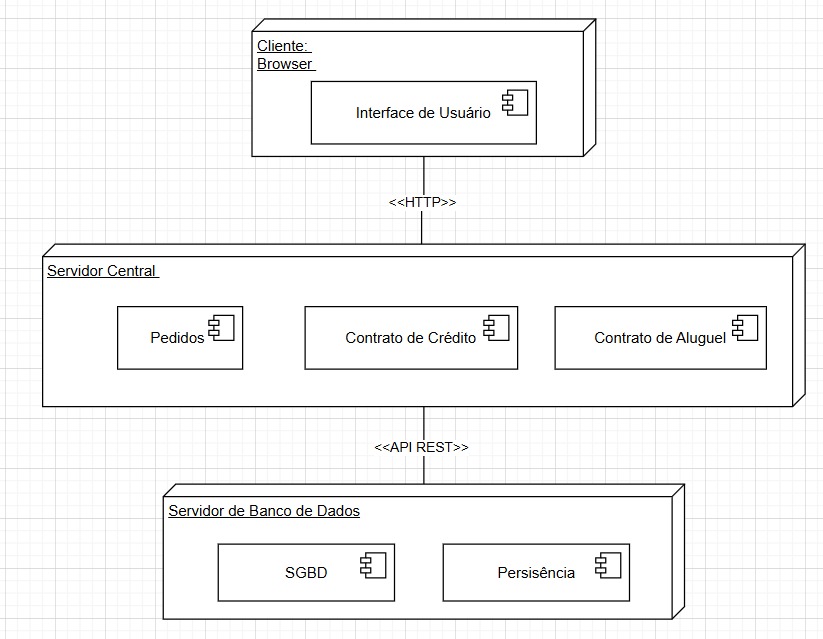 Cliente:
Browser
Interface de Usuário
<<HTTP>>
Servidor Central
Pedidos
Contrato de Crédito
Contrato de Aluguel
<<API REST>>
Servidor de Banco de Dados
SGBD
Persisência